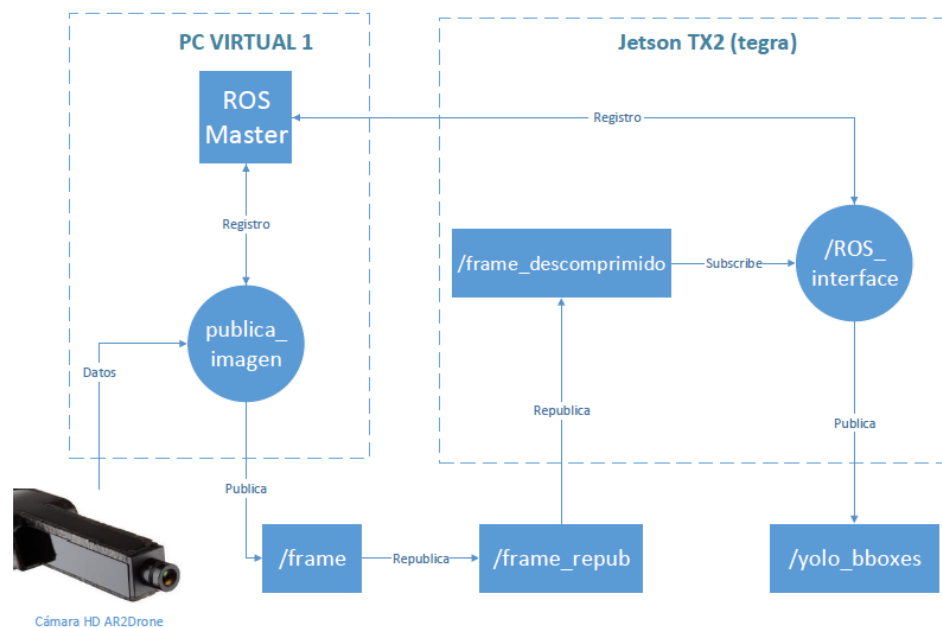 PC VIRTUAL 1
Jetson TX2 (tegra)
ROS
Master
Registro
Registro
/frame_descomprimido
Subscribe
/ROS_
interface
publica_
imagen
Datos
Republica
Publica
Publica
/frame
Republica
/frame_repub
/yolo_bboxes
Cámara HD AR2Drone